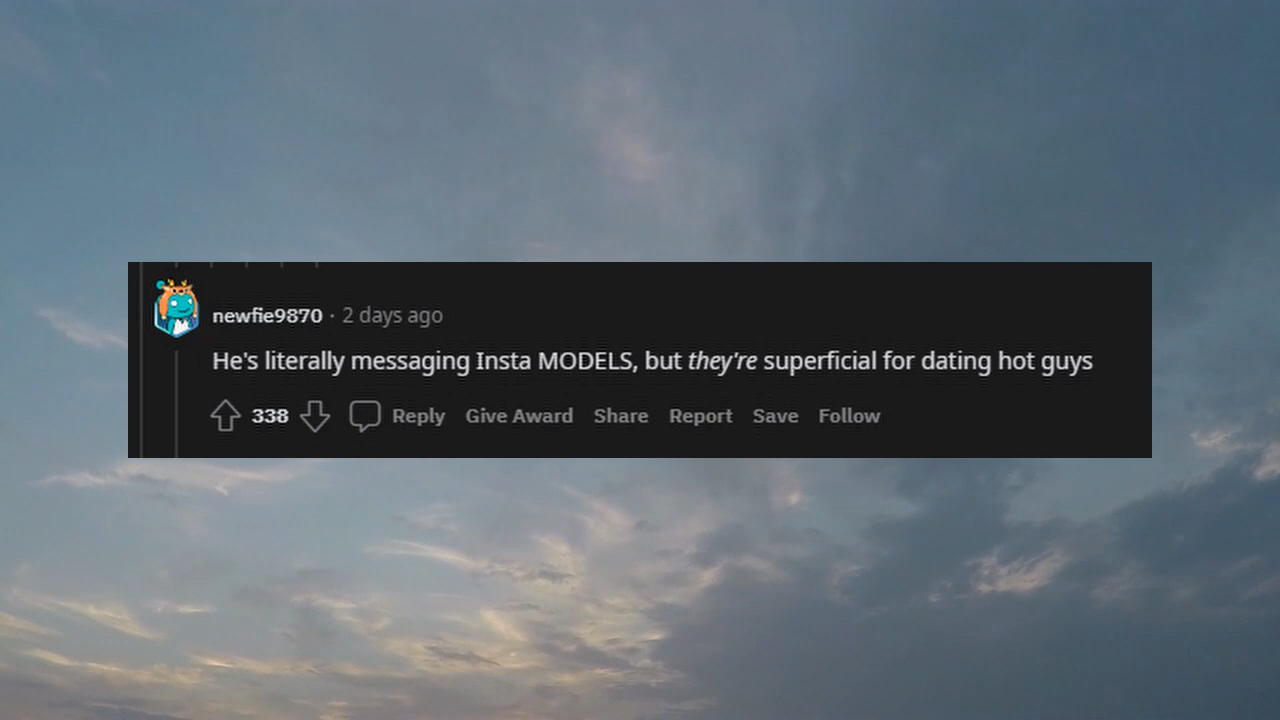 newfie9870 · 2 days ago
He's literally messaging Insta MODELS, but they're superficial for dating hot guys
338 Reply Give Award Share Report Save Follow